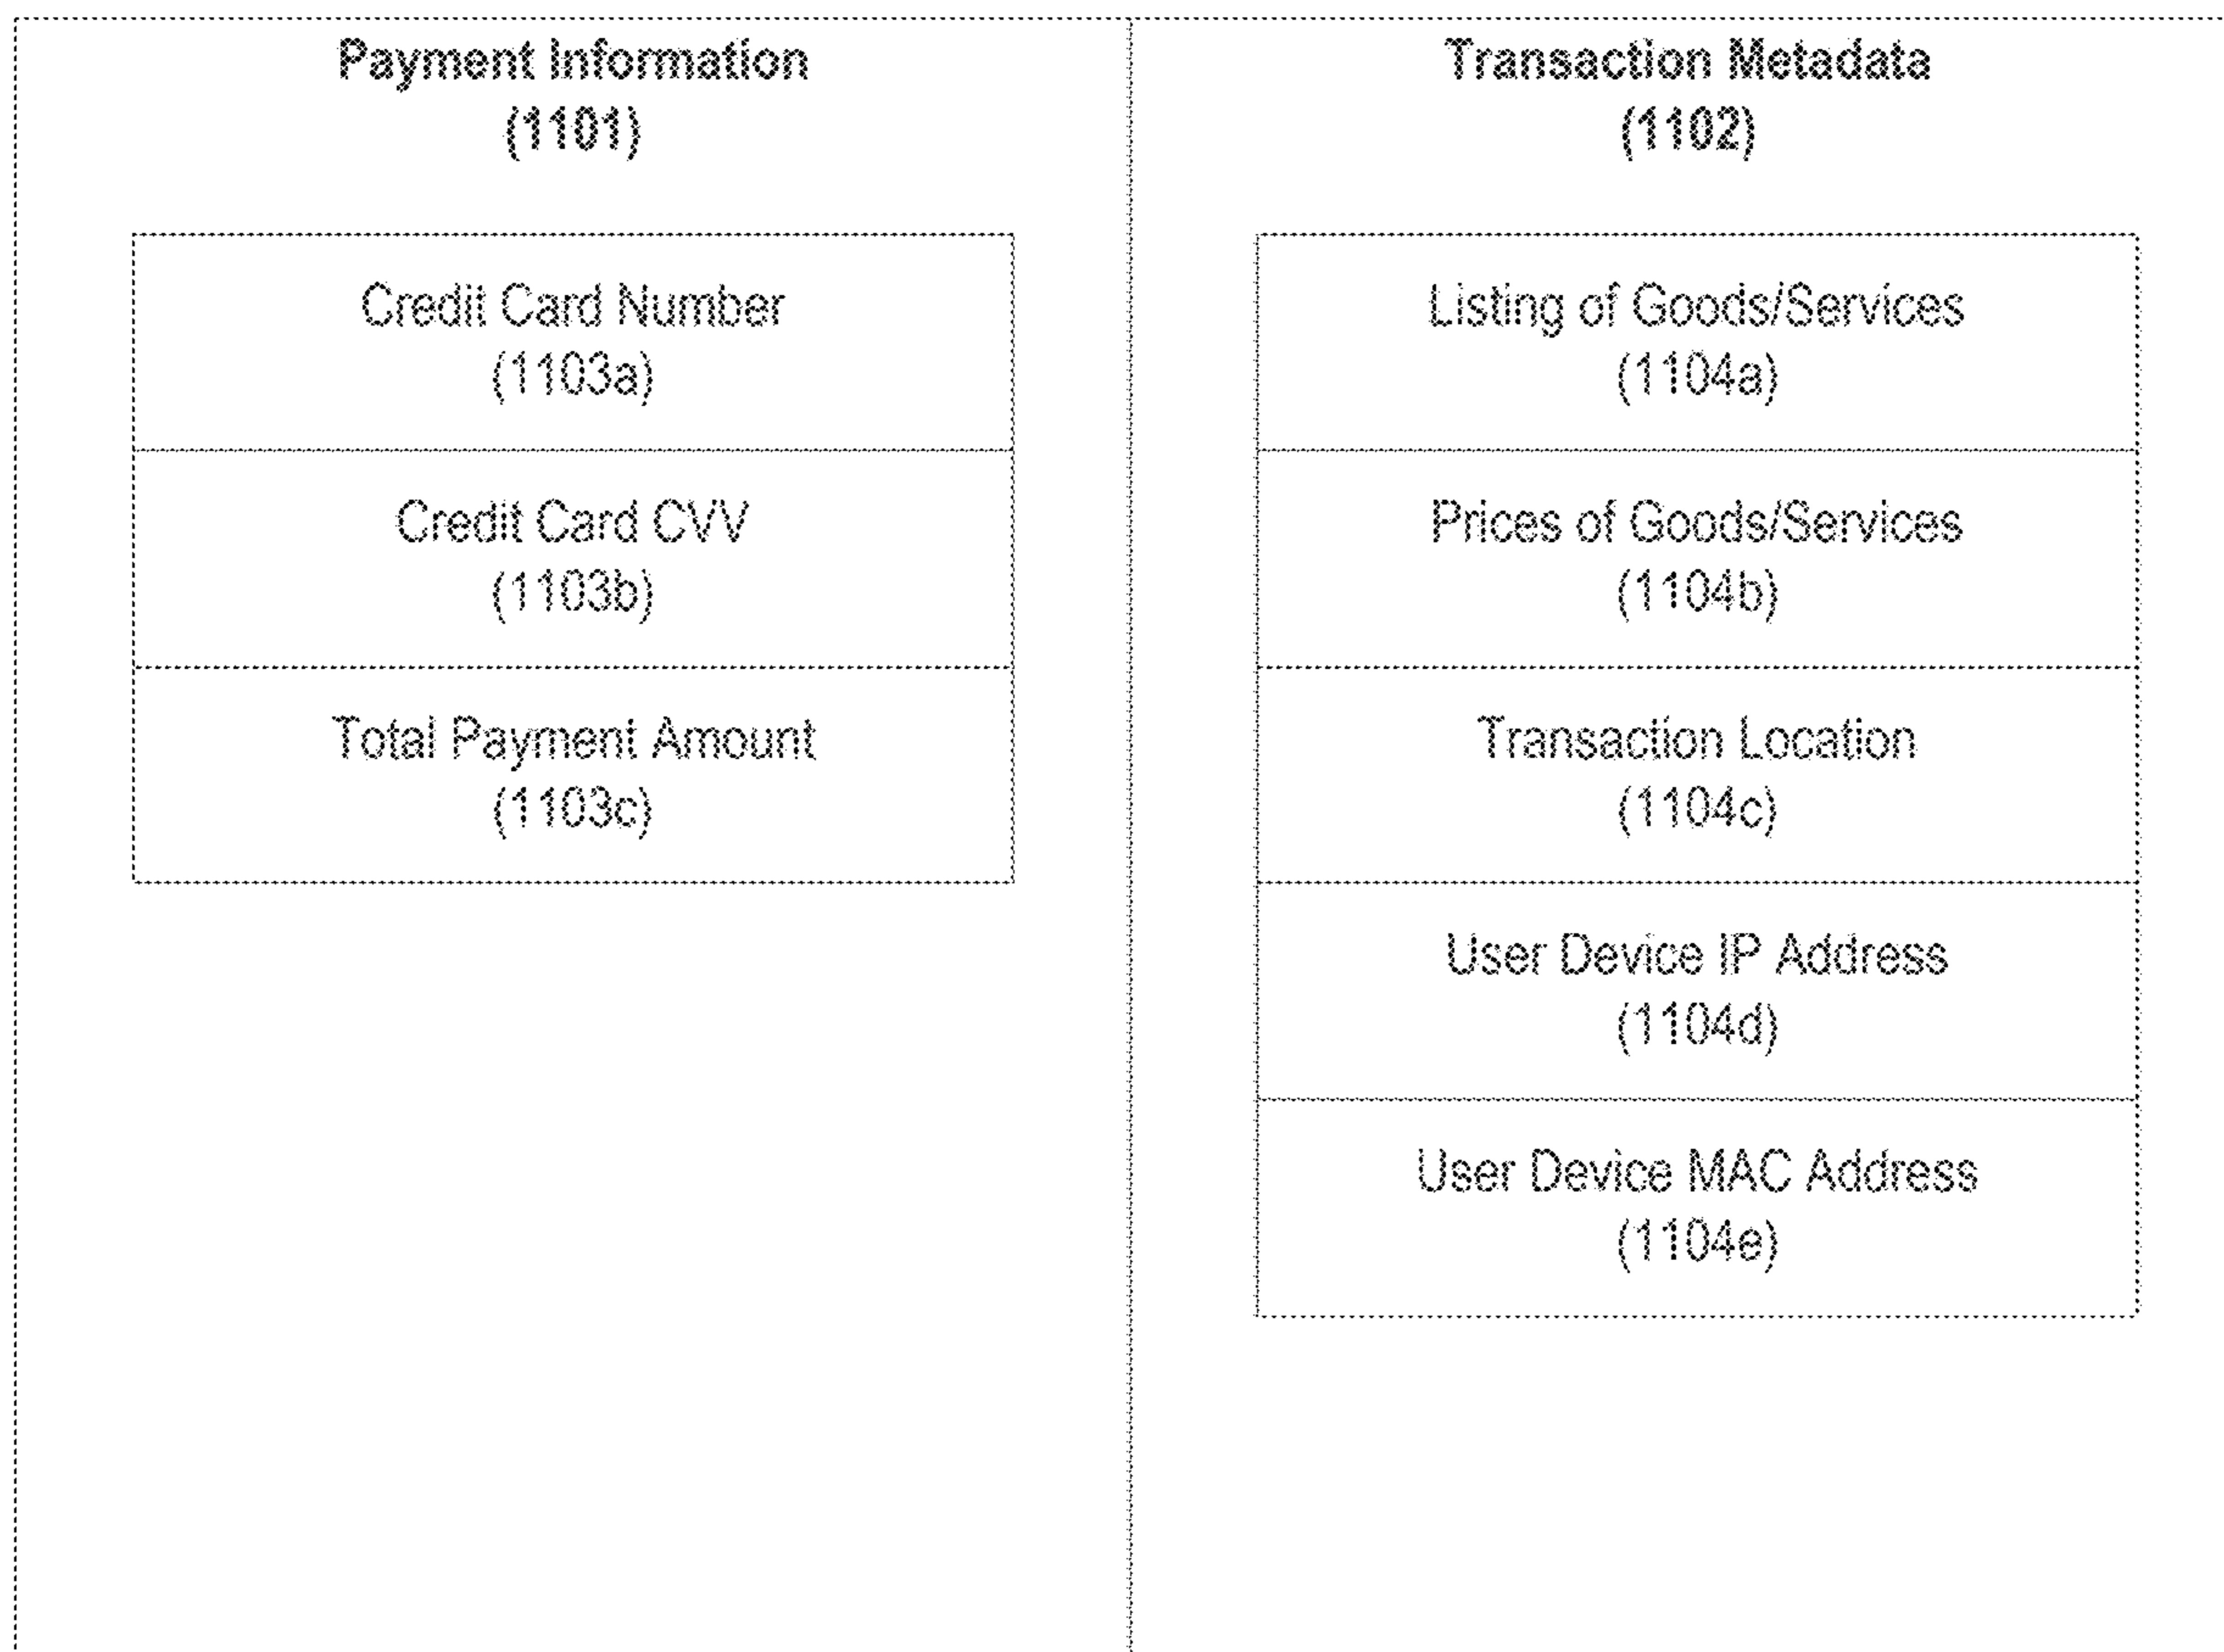 Payment Information
(1101)
Credit Card Number
(1103a)
Credit Card CVV
(1103b)
Total Payment Amount
(1103c)
Transaction Metadata
(1102)
Listing of Goods/Services
(1104a)
Prices of Goods/Services
(1104b)
Transaction Location
(1104c)
User Device IP Address
(1104d)
User Device MAC Address
(1104e)